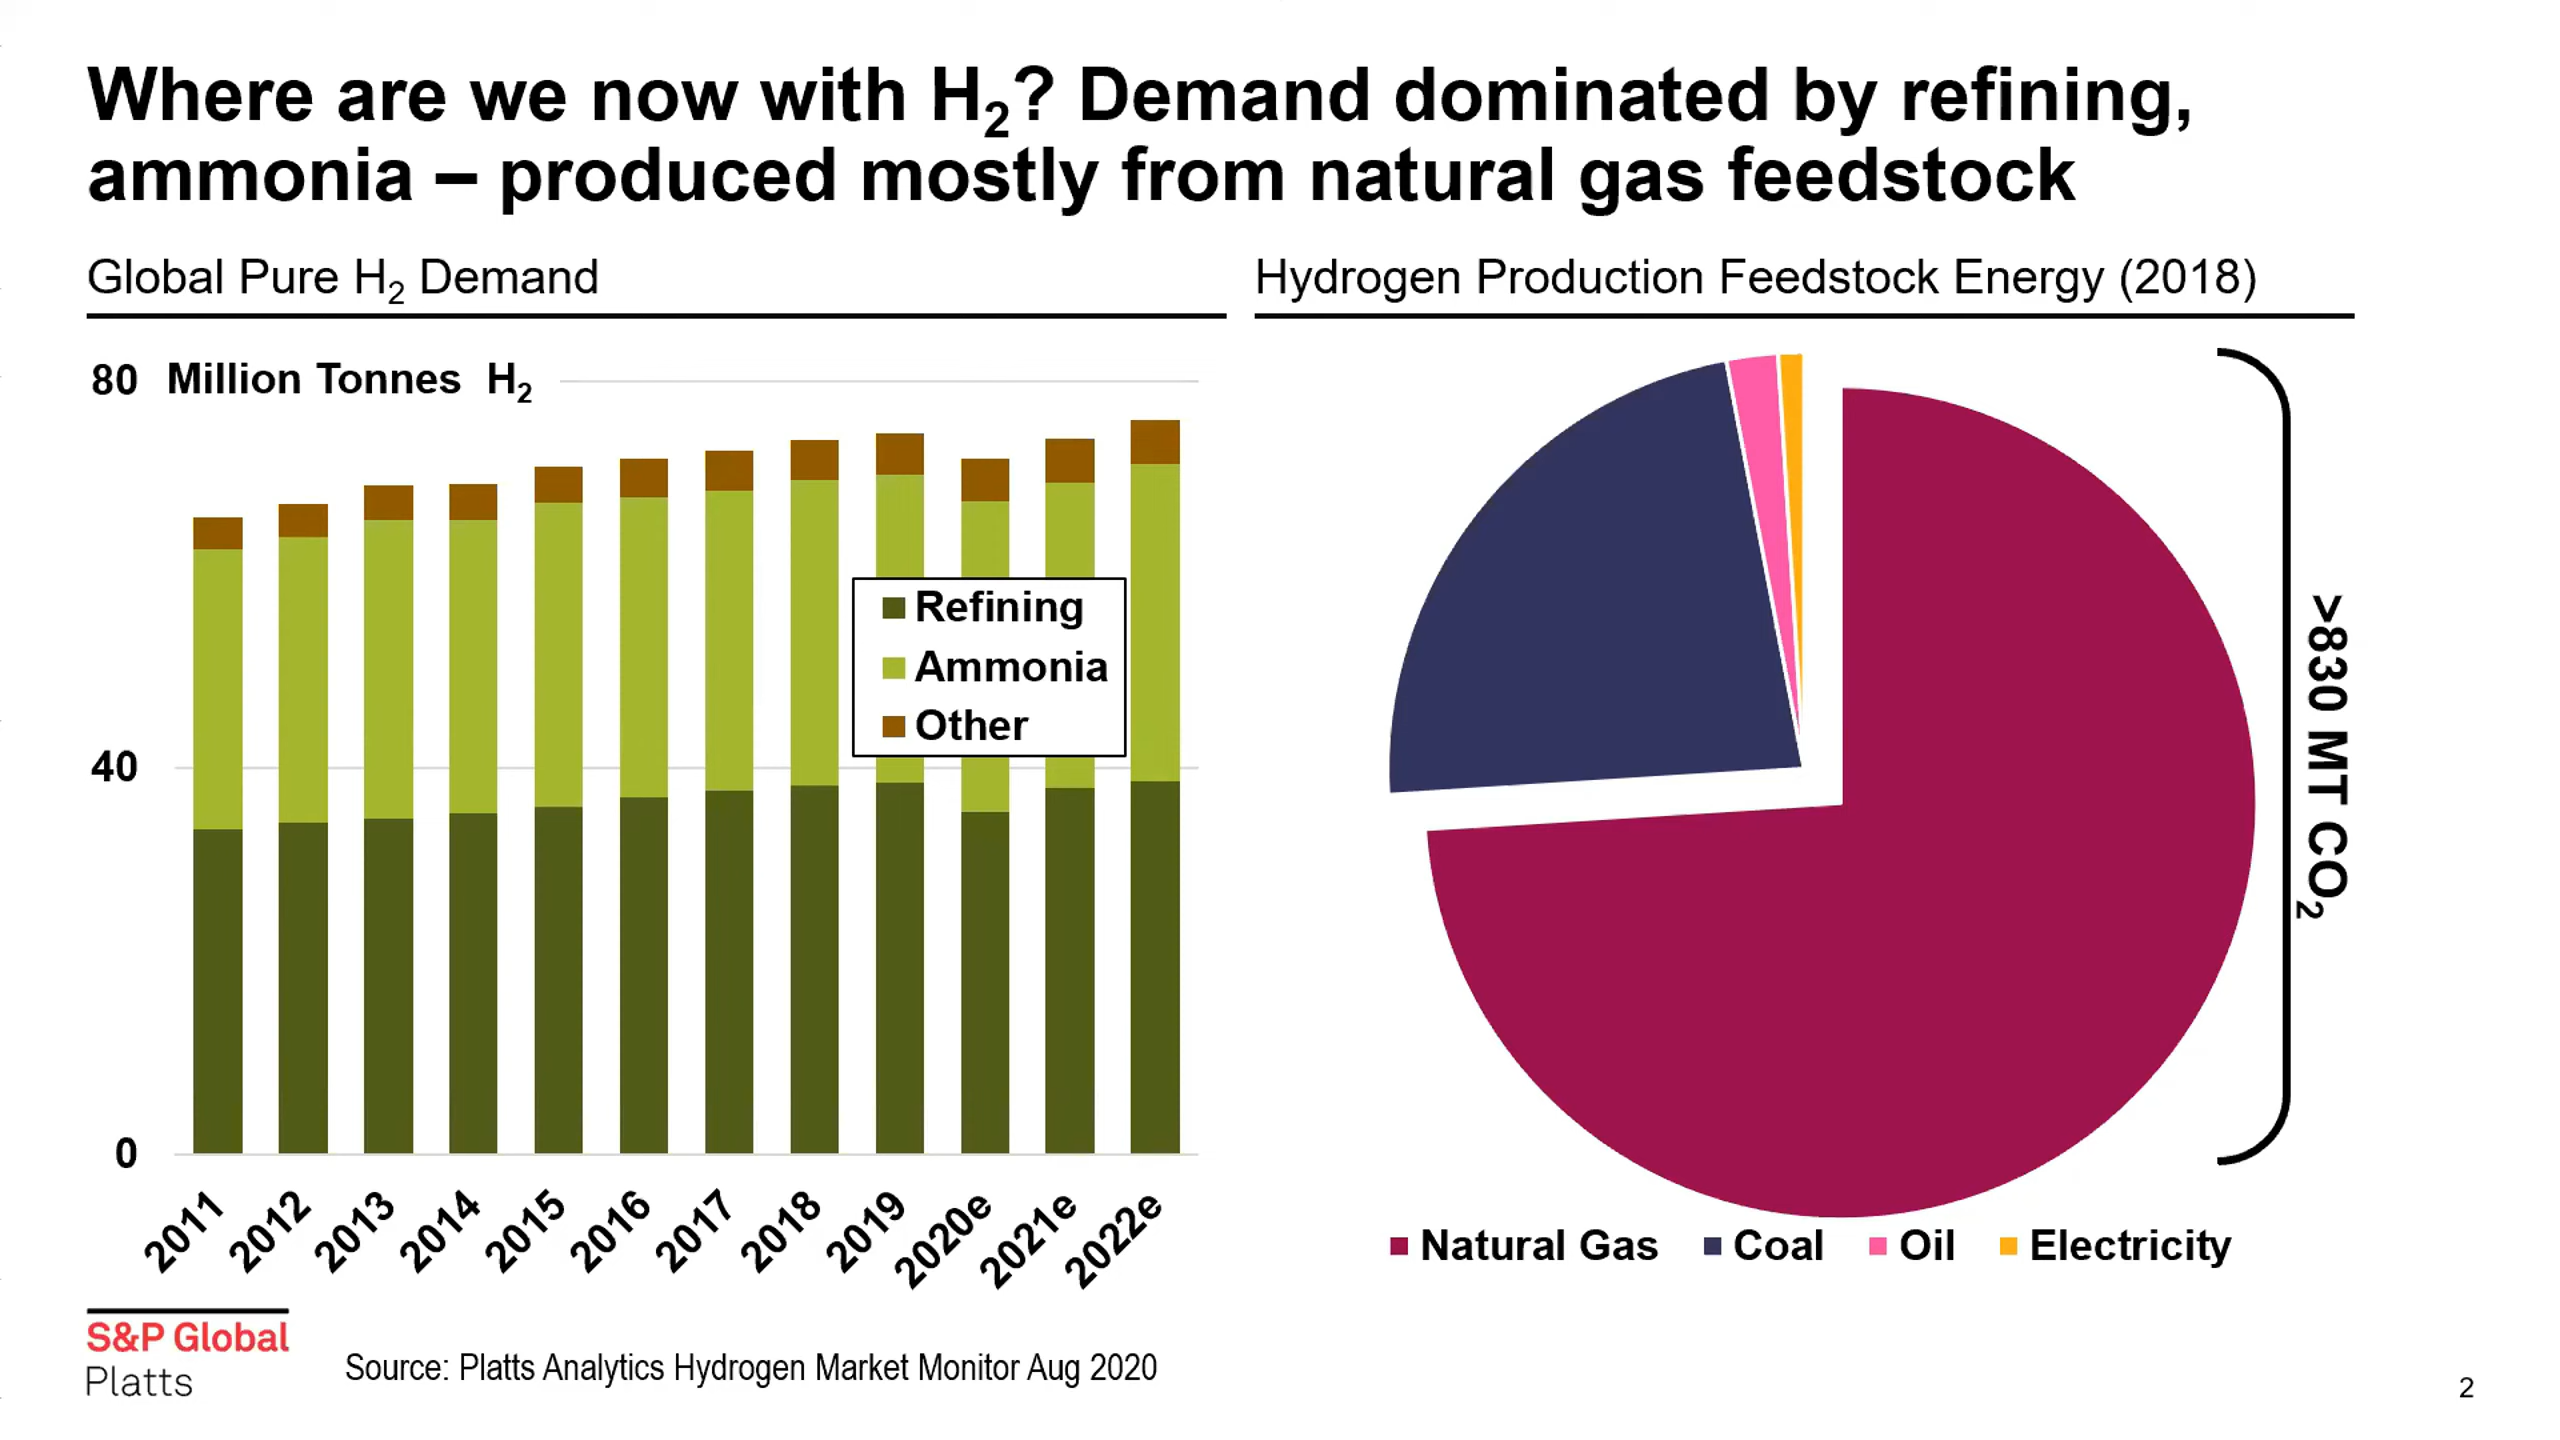 Where are we now with H₂? Demand dominated by refining,
ammonia – produced mostly from natural gas feedstock
Global Pure H₂ Demand
80 Million Tonnes H₂
40
0
Refining
Ammonia
Other
2011 2012 2013 2014 2015 2016 2017 2018 2019 2020e 2021e 2022e
Hydrogen Production Feedstock Energy (2018)
>830 MT CO₂
Natural Gas Coal Oil Electricity
S&P Global
Platts
Source: Platts Analytics Hydrogen Market Monitor Aug 2020
2